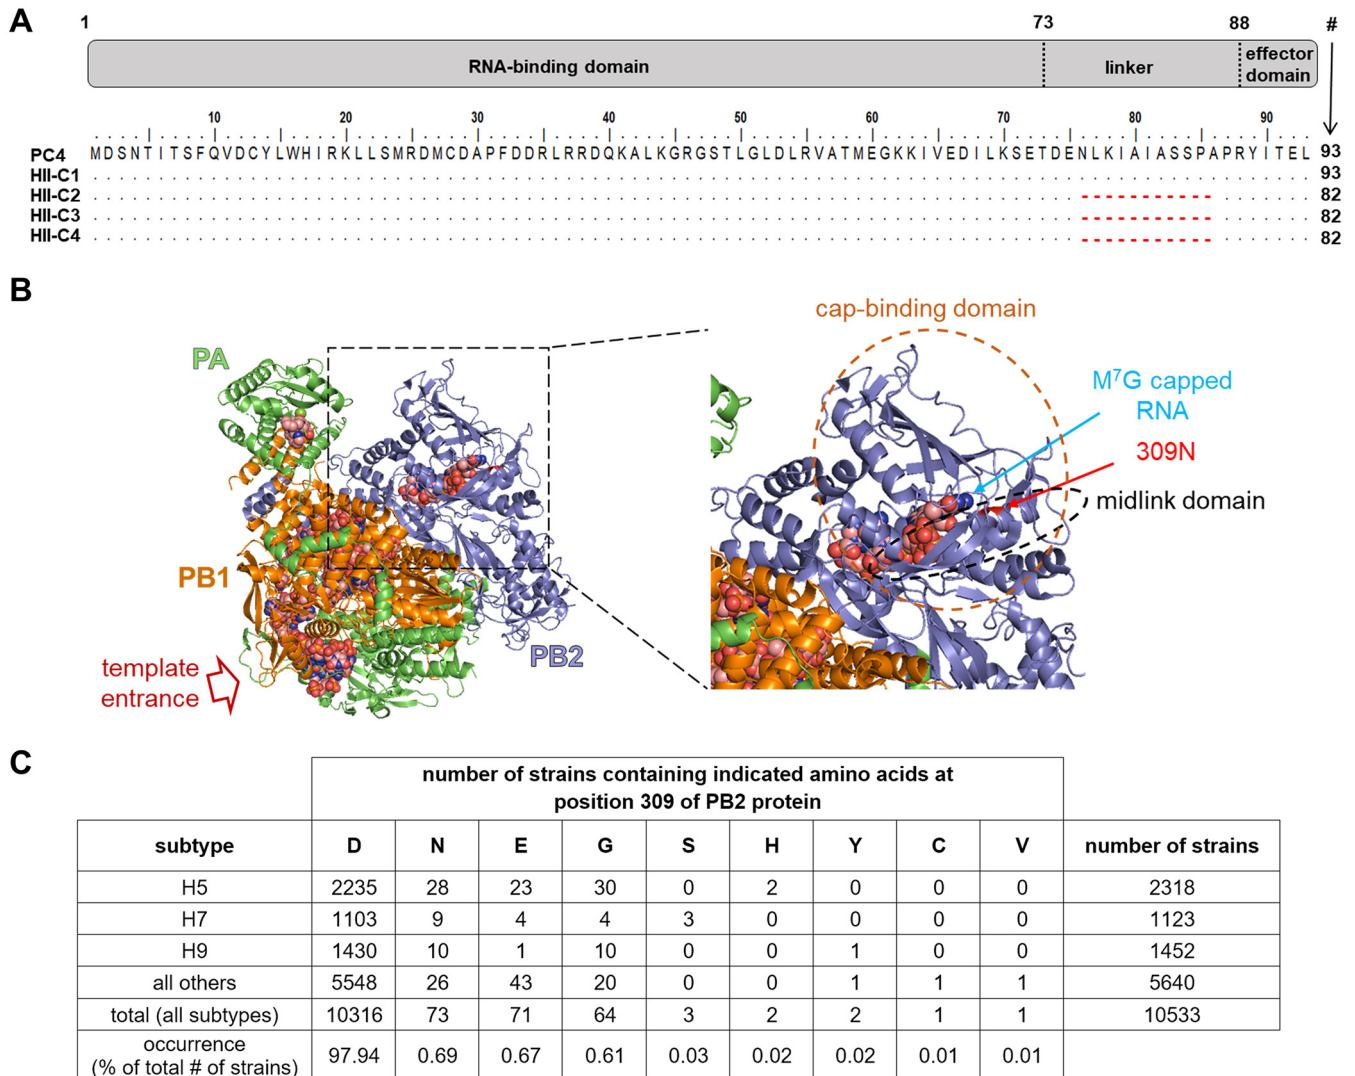 A
1 73 88 #
RNA-binding domain linker effector domain
10 20 30 40 50 60 70 80 90
PC4 M D S N T I T S F Q V D C Y L W H I R K L L S M R D M C D A P F D D R L R R D Q K A L K G R G S T L G L D L R V A T M E G K K I V E D I L K S E T D E N L K I A I A S S P A P R Y I T E L 93
HII-C1 ............................................................................................. 93
HII-C2 ...........................................................................-----------....... 82
HII-C3 ...........................................................................-----------....... 82
HII-C4 ...........................................................................-----------....... 82
B
PA
PB1
PB2
template
entrance
cap-binding domain
M⁷G capped
RNA
309N
midlink domain
C
number of strains containing indicated amino acids at
position 309 of PB2 protein
subtype D N E G S H Y C V number of strains
H5 2235 28 23 30 0 2 0 0 0 2318
H7 1103 9 4 4 3 0 0 0 0 1123
H9 1430 10 1 10 0 0 1 0 0 1452
all others 5548 26 43 20 0 0 1 1 1 5640
total (all subtypes) 10316 73 71 64 3 2 2 1 1 10533
occurrence
(% of total # of strains) 97.94 0.69 0.67 0.61 0.03 0.02 0.02 0.01 0.01